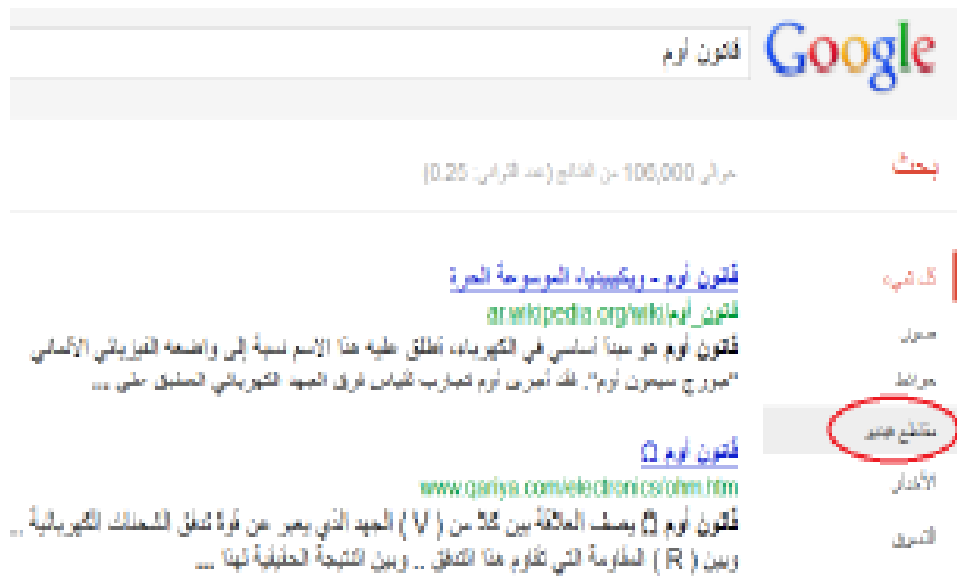 Google
قانون أوم
بحث
حوالي 106,000 من النتائج (عدد الثواني: 0.25)
كل شيء
صور
خرائط
مقاطع فيديو
الأخبار
التسوق
قانون أوم - ويكيبيديا، الموسوعة الحرة
ar.wikipedia.org/wiki/قانون_أوم
قانون أوم هو مبدأ أساسي في الكهرباء، أطلق عليه هذا الاسم نسبة إلى واضعه الفيزيائي الألماني
"جورج سيمون أوم". فقد أجرى أوم تجارب لقياس فرق الجهد الكهربائي المطبق على ...
قانون أوم Ω
www.qariya.com/electronics/ohm.htm
قانون أوم Ω يصف العلاقة بين كلا من ( V ) الجهد الذي يعبر عن قوة تدفق الشحنات الكهربائية ..
وبين ( R ) المقاومة التي تقاوم هذا التدفق .. وبين النتيجة الحقيقية لهذا ...